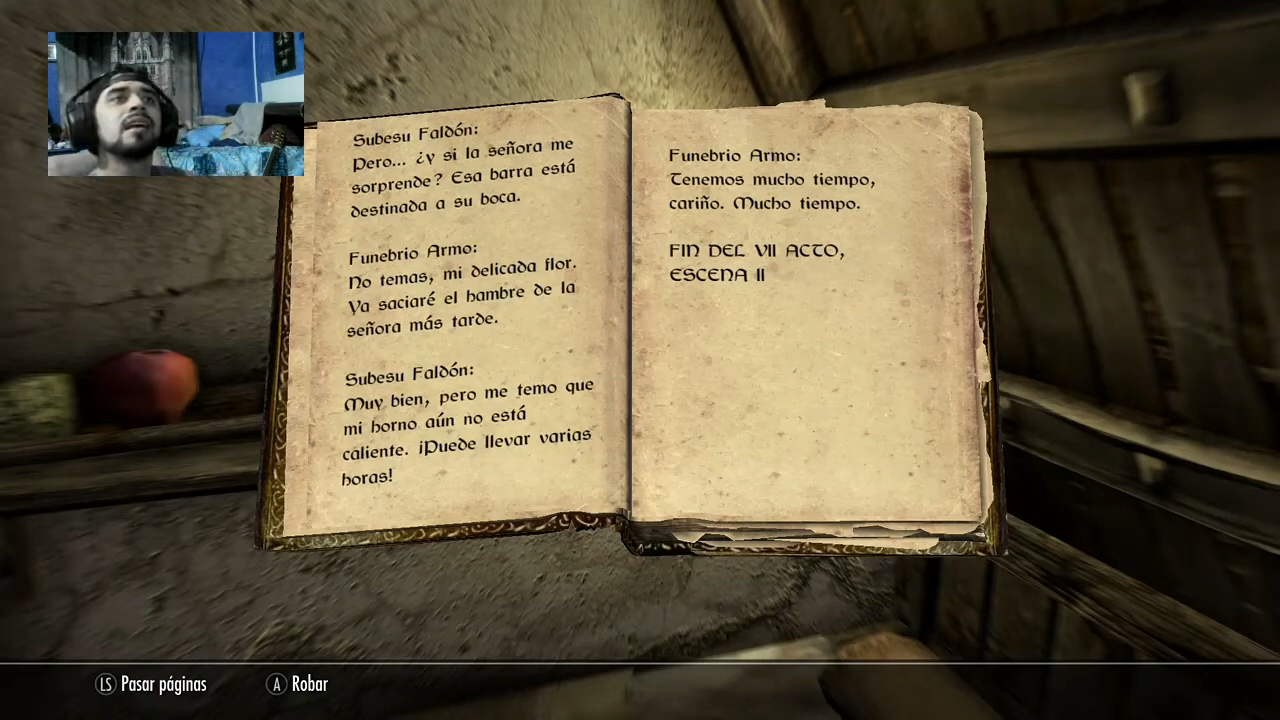 Subesu Faldón:
Pero... ¿y si la señora me
sorprende? Esa barra está
destinada a su boca.
Funebrio Armo:
No temas, mi delicada flor.
Ya saciaré el hambre de la
señora más tarde.
Subesu Faldón:
Muy bien, pero me temo que
mi horno aún no está
caliente. ¡Puede llevar varias
horas!
Funebrio Armo:
Tenemos mucho tiempo,
cariño. Mucho tiempo.
FIN DEL VII ACTO,
ESCENA II
LS Pasar páginas
A Robar